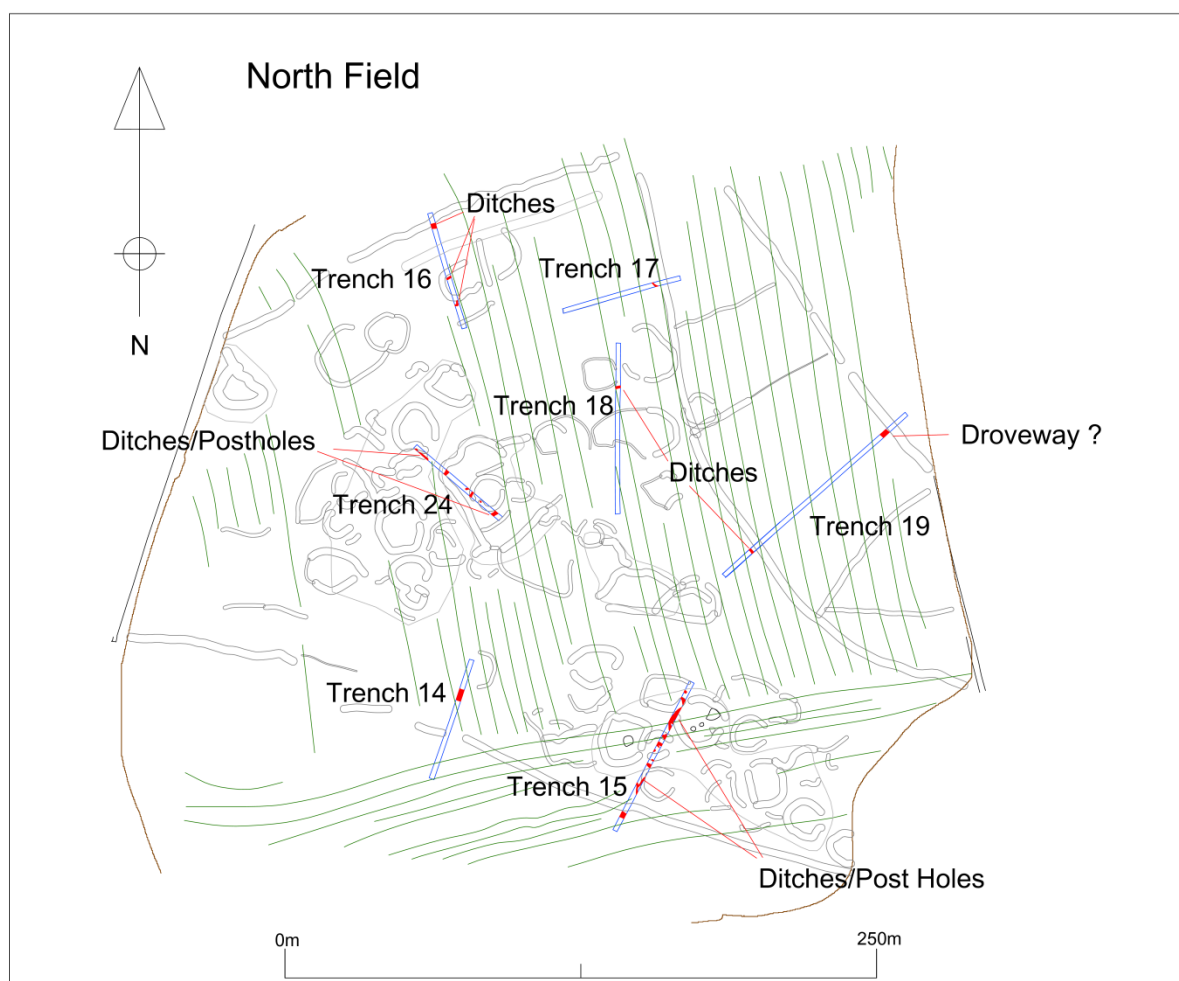 North Field
N
Ditches
Trench 16
Trench 17
Trench 18
Ditches/Postholes
Ditches
Droveway ?
Trench 24
Trench 19
Trench 14
Trench 15
Ditches/Post Holes
0m
250m